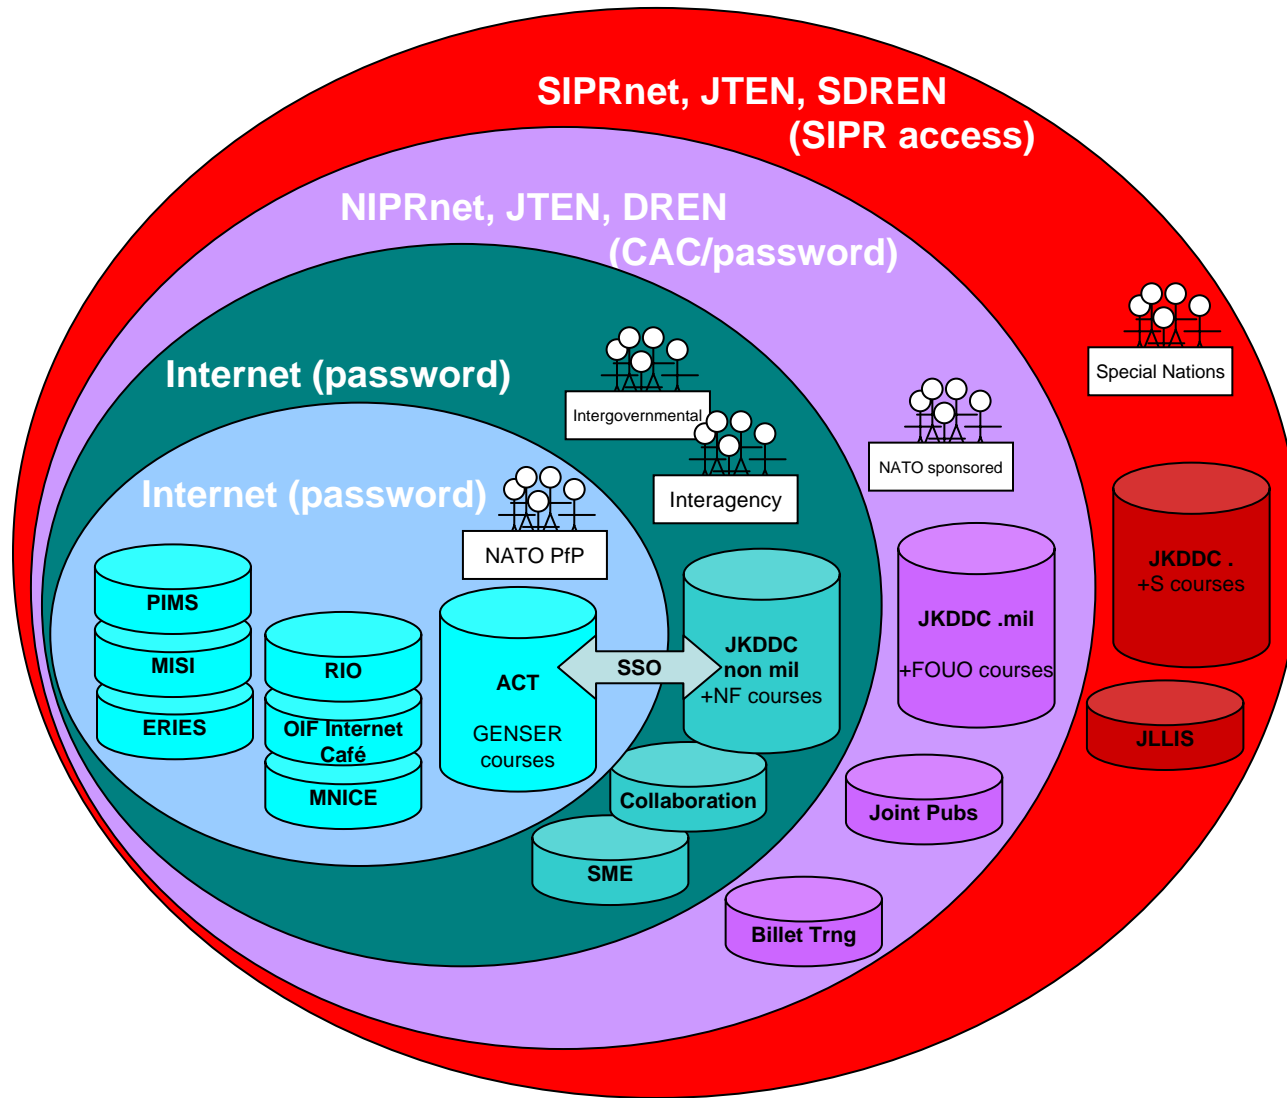 SIPRnet, JTEN, SDREN
(SIPR access)
NIPRnet, JTEN, DREN
(CAC/password)
Internet (password)
Internet (password)
Special Nations
Intergovernmental
Interagency
NATO sponsored
NATO PfP
PIMS
MISI
ERIES
RIO
OIF Internet
Café
MNICE
ACT
GENSER
courses
SSO
JKDDC
non mil
+NF courses
Collaboration
SME
JKDDC .mil
+FOUO courses
Joint Pubs
Billet Trng
JKDDC .
+S courses
JLLIS